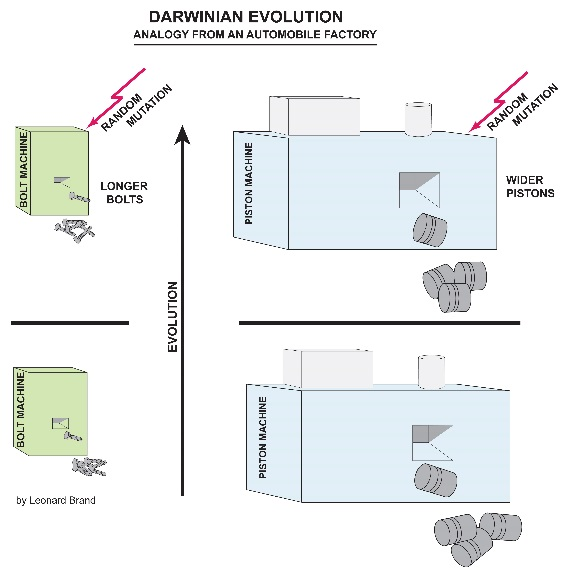 DARWINIAN EVOLUTION
ANALOGY FROM AN AUTOMOBILE FACTORY
RANDOM
MUTATION
BOLT MACHINE
LONGER
BOLTS
RANDOM
MUTATION
PISTON MACHINE
WIDER
PISTONS
EVOLUTION
BOLT MACHINE
PISTON MACHINE
by Leonard Brand